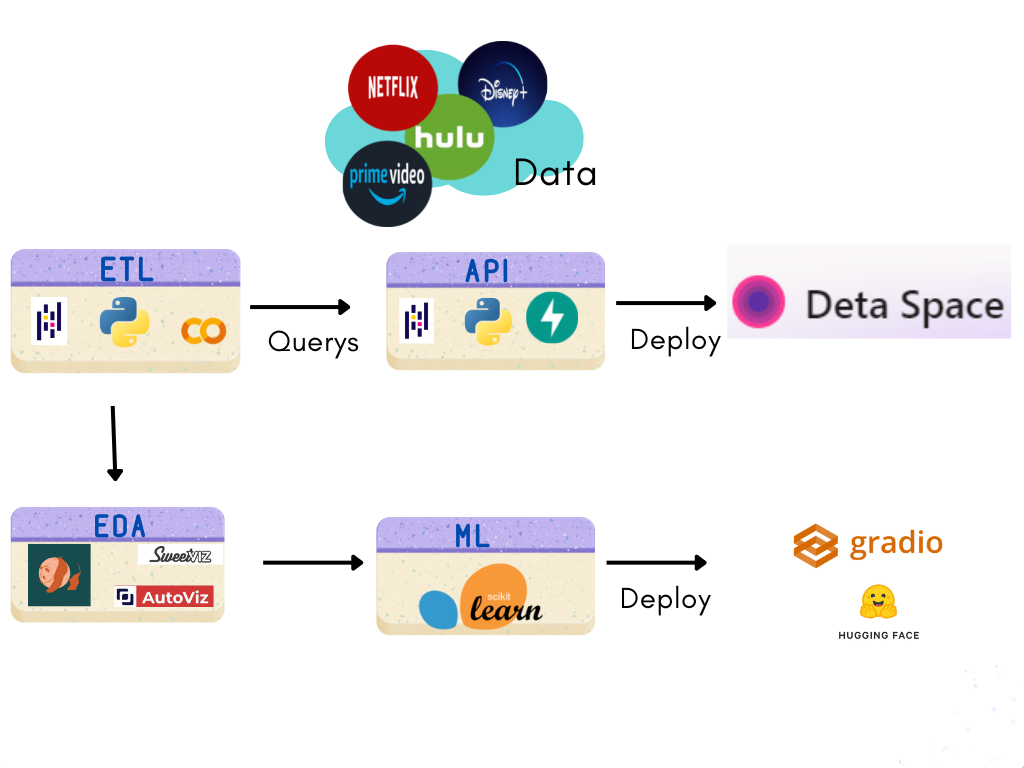 NETFLIX
Disney+
hulu
prime video
Data
ETL
API
Deta Space
Querys
Deploy
EDA
ML
SweetVIZ
AutoViz
scikit
learn
Deploy
gradio
HUGGING FACE